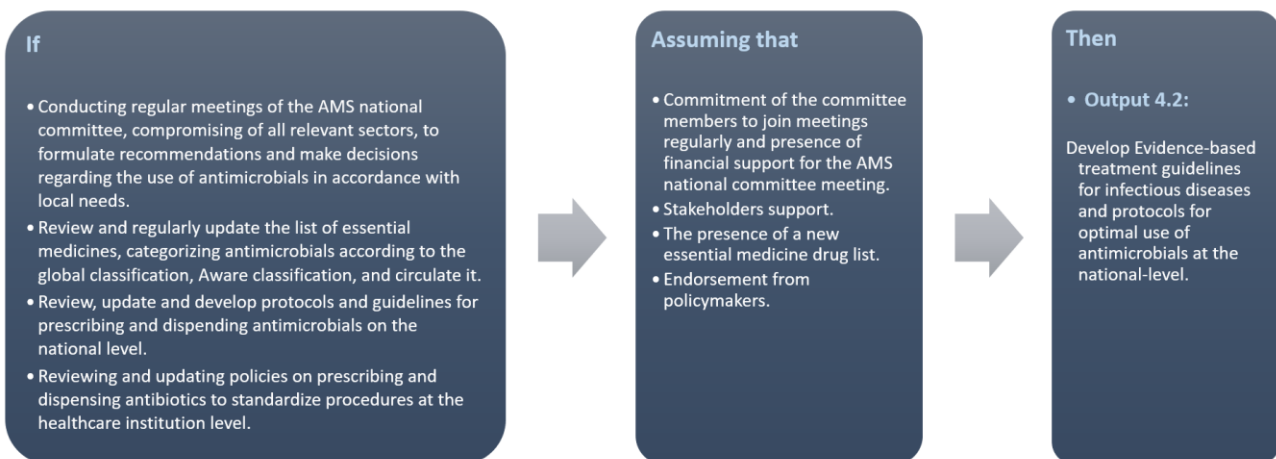 If
• Conducting regular meetings of the AMS national
committee, compromising of all relevant sectors, to
formulate recommendations and make decisions
regarding the use of antimicrobials in accordance with
local needs.
• Review and regularly update the list of essential
medicines, categorizing antimicrobials according to the
global classification, Aware classification, and circulate it.
• Review, update and develop protocols and guidelines for
prescribing and dispending antimicrobials on the
national level.
• Reviewing and updating policies on prescribing and
dispensing antibiotics to standardize procedures at the
healthcare institution level.
Assuming that
• Commitment of the committee
members to join meetings
regularly and presence of
financial support for the AMS
national committee meeting.
• Stakeholders support.
• The presence of a new
essential medicine drug list.
• Endorsement from
policymakers.
Then
• Output 4.2:
Develop Evidence-based
treatment guidelines
for infectious diseases
and protocols for
optimal use of
antimicrobials at the
national-level.